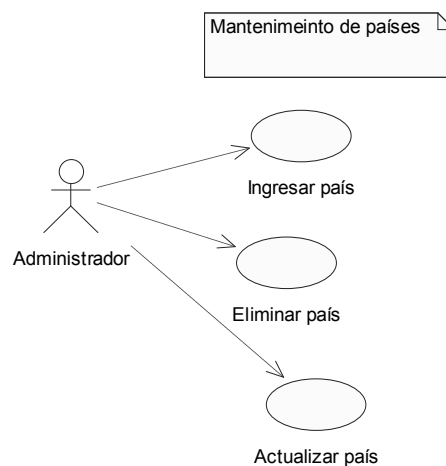 Mantenimeinto de países
Ingresar país
Administrador
Eliminar país
Actualizar país